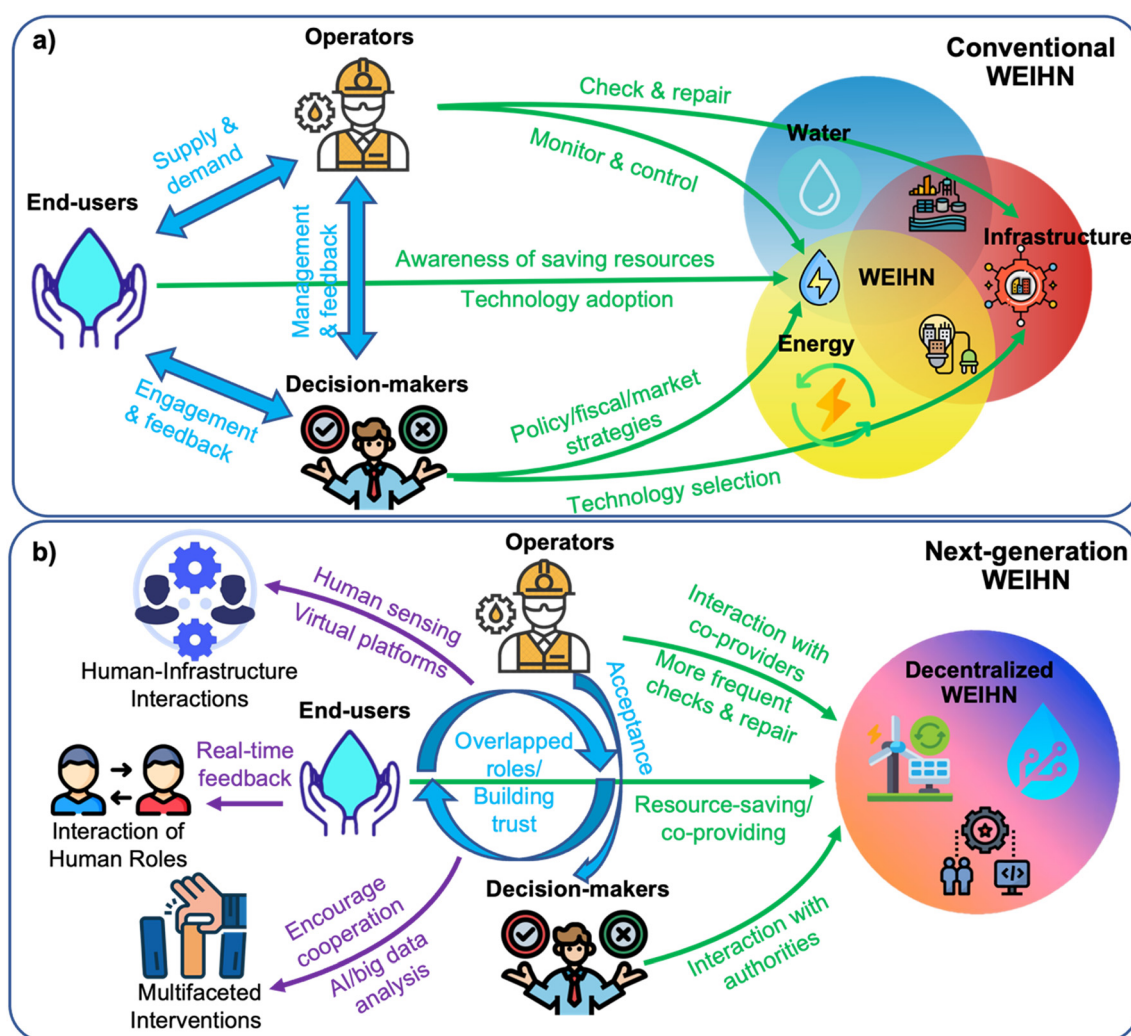 a)
Operators
Conventional
WEIHN
Supply &
demand
Check & repair
Monitor & control
Water
End-users
Management
& feedback
Awareness of saving resources
Technology adoption
WEIHN
Infrastructure
Energy
Engagement
& feedback
Decision-makers
Policy/fiscal/market
strategies
Technology selection
b)
Operators
Next-generation
WEIHN
Human sensing
Virtual platforms
Human-Infrastructure
Interactions
Interaction with
co-providers
More frequent
checks & repair
Acceptance
Decentralized
WEIHN
End-users
Real-time
feedback
Overlapped
roles/
Building
trust
Resource-saving/
co-providing
Interaction of
Human Roles
Decision-makers
Encourage
cooperation
AI/big data
analysis
Interaction with
authorities
Multifaceted
Interventions